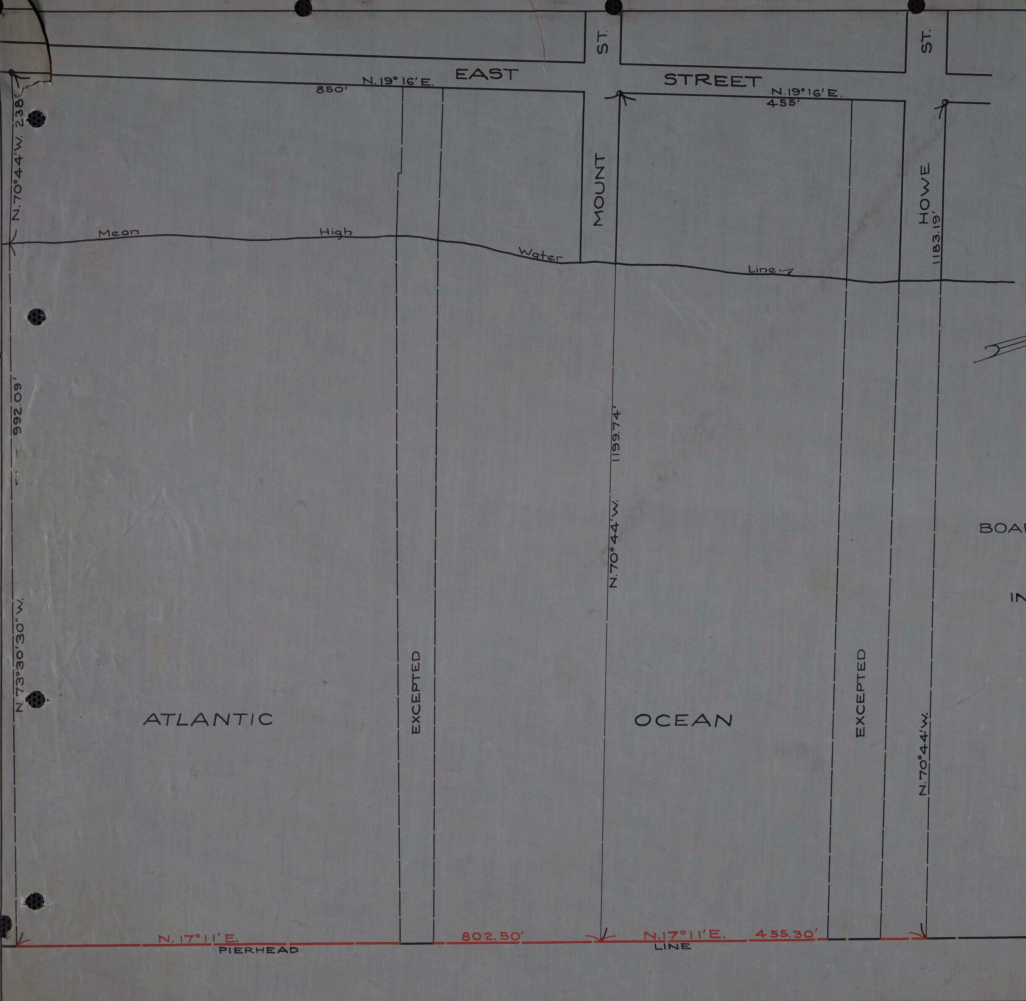 ST.
ST.
EAST STREET
N.19°16'E.
850'
N.19°16'E.
455'
N.70°44'W. 238'
MOUNT
HOWE
1183.19'
Mean High Water Line
992.09'
1199.74'
N.70°44'W.
N.73°30'30"W.
EXCEPTED
EXCEPTED
ATLANTIC OCEAN
N.70°44'W.
N.17°11'E. 802.50' N.17°11'E. 455.30'
PIERHEAD LINE
BOA
IN